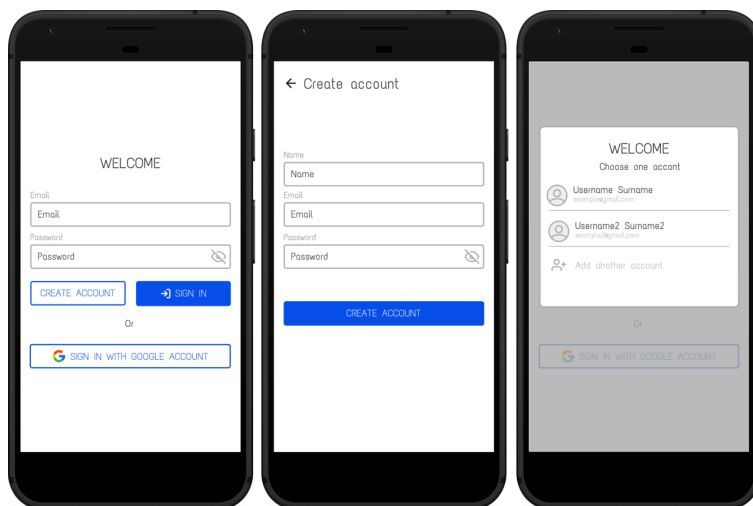 WELCOME
Email
Email
Password
Password
CREATE ACCOUNT
SIGN IN
Or
SIGN IN WITH GOOGLE ACCOUNT
Create account
Name
Name
Email
Email
Password
Password
CREATE ACCOUNT
WELCOME
Choose one accont
Username Surname
example@gmail.com
Username2 Surname2
example2@gmail.com
Add ahother account
Or
SIGN IN WITH GOOGLE ACCOUNT